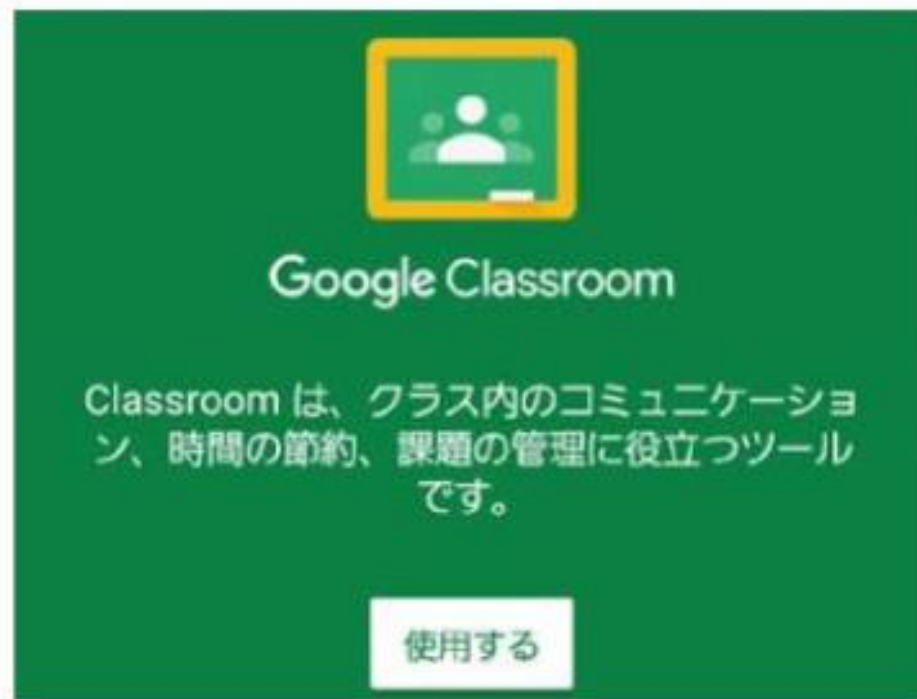 Google Classroom
Classroom は、クラス内のコミュニケーショ
ン、時間の節約、課題の管理に役立つツール
です。
使用する